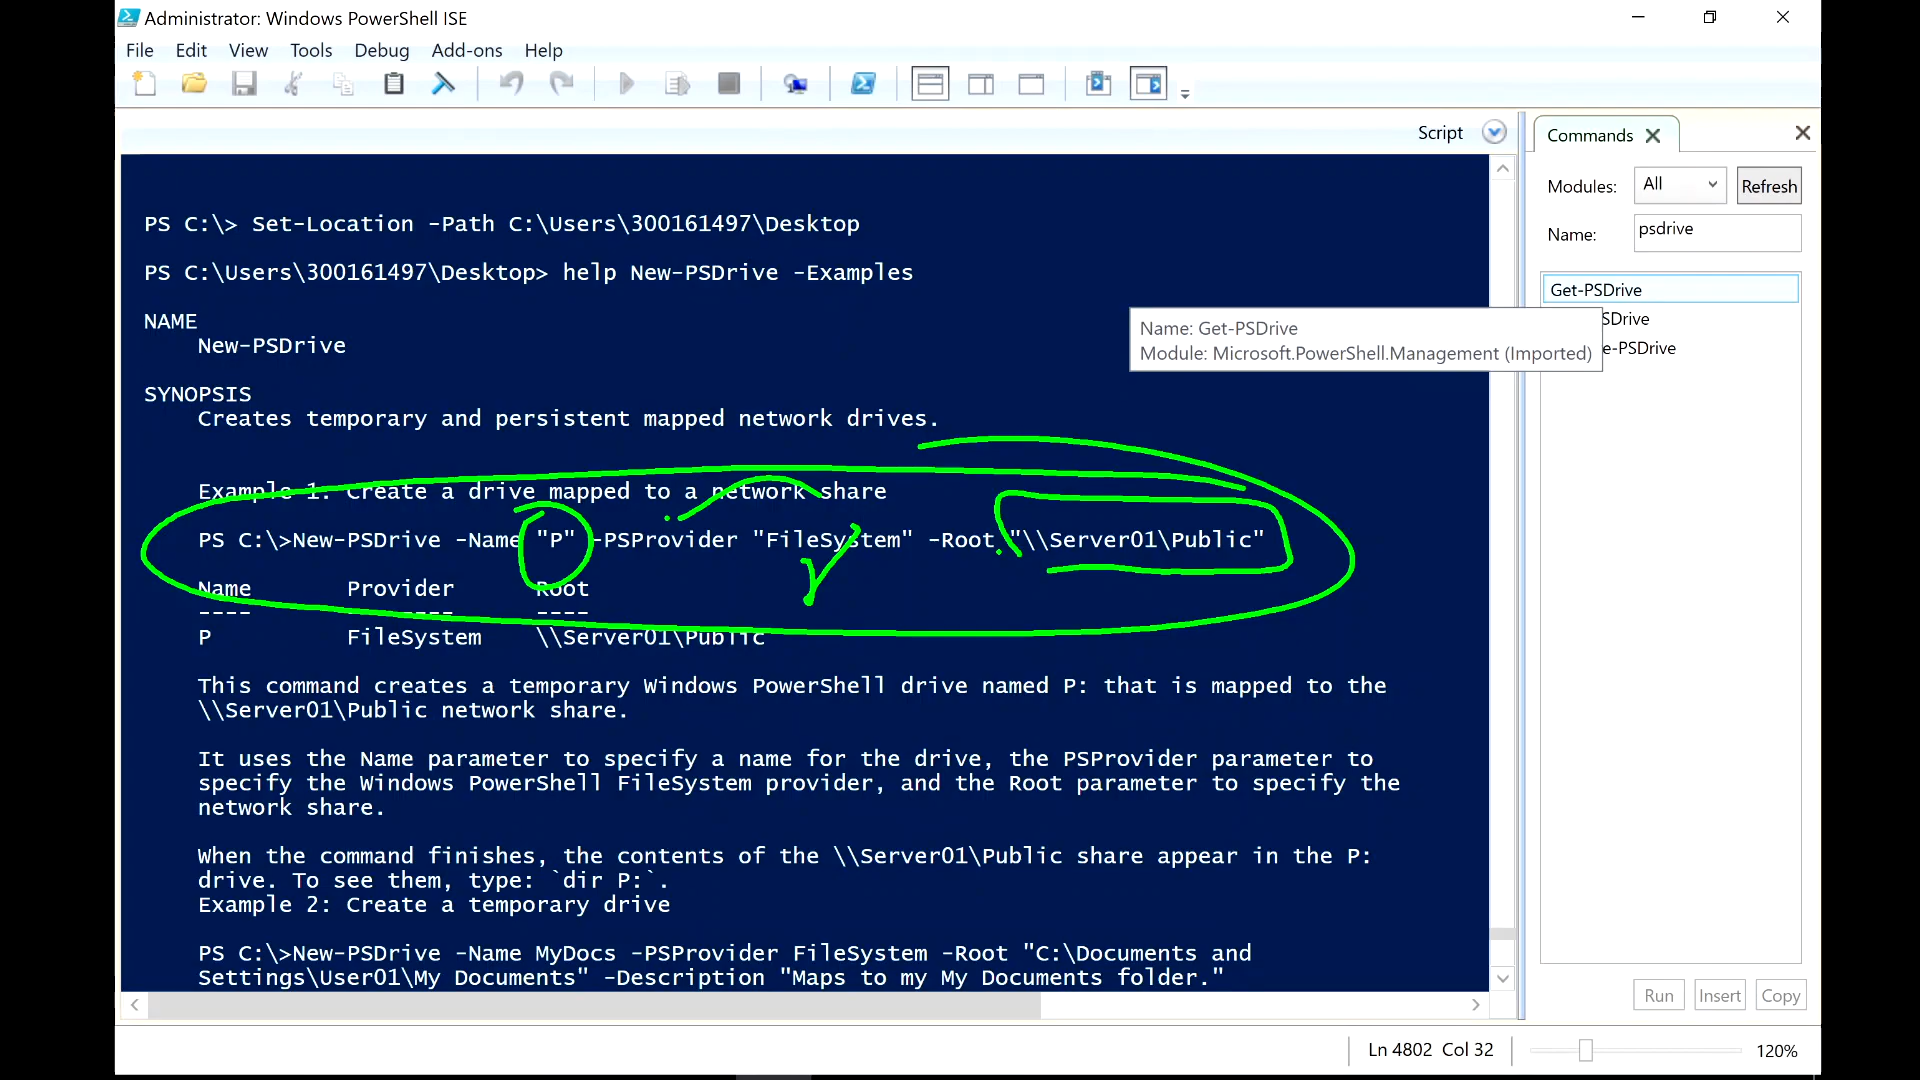 Administrator: Windows PowerShell ISE
File Edit View Tools Debug Add-ons Help
Script
PS C:\> Set-Location -Path C:\Users\300161497\Desktop
PS C:\Users\300161497\Desktop> help New-PSDrive -Examples
NAME
New-PSDrive
SYNOPSIS
Creates temporary and persistent mapped network drives.
Example 1: Create a drive mapped to a network share
PS C:\>New-PSDrive -Name "P" -PSProvider "FileSystem" -Root "\\Server01\Public"
Name Provider Root
---- -------- ----
P FileSystem \\Server01\Public
This command creates a temporary Windows PowerShell drive named P: that is mapped to the
\\Server01\Public network share.
It uses the Name parameter to specify a name for the drive, the PSProvider parameter to
specify the Windows PowerShell FileSystem provider, and the Root parameter to specify the
network share.
When the command finishes, the contents of the \\Server01\Public share appear in the P:
drive. To see them, type: `dir P:`.
Example 2: Create a temporary drive
PS C:\>New-PSDrive -Name MyDocs -PSProvider FileSystem -Root "C:\Documents and
Settings\User01\My Documents" -Description "Maps to my My Documents folder."
Commands
Modules: All Refresh
Name: psdrive
Get-PSDrive
SDrive
e-PSDrive
Name: Get-PSDrive
Module: Microsoft.PowerShell.Management (Imported)
Run Insert Copy
Ln 4802 Col 32 120%